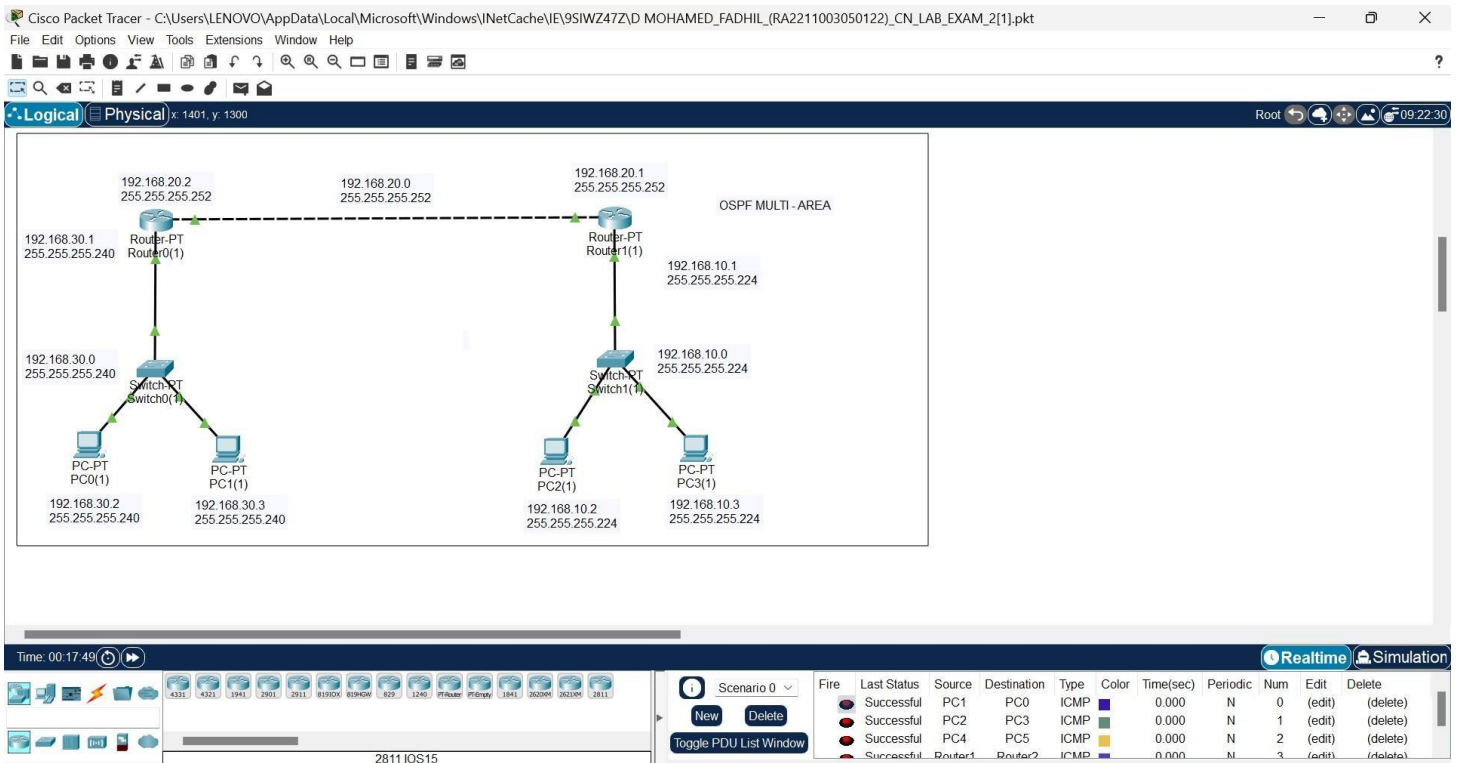 Cisco Packet Tracer - C:\Users\LENOVO\AppData\Local\Microsoft\Windows\INetCache\IE\9SIWZ47Z\D MOHAMED_FADHIL_(RA2211003050122)_CN_LAB_EXAM_2[1].pkt
File Edit Options View Tools Extensions Window Help
?
Logical Physical x: 1401, y: 1300 Root 09:22:30
192.168.20.2
255.255.255.252
192.168.20.0
255.255.255.252
192.168.20.1
255.255.255.252
OSPF MULTI - AREA
192.168.30.1
255.255.255.240
Router-PT
Router0(1)
Router-PT
Router1(1)
192.168.10.1
255.255.255.224
192.168.30.0
255.255.255.240
Switch-PT
Switch0(1)
Switch-PT
Switch1(1)
192.168.10.0
255.255.255.224
PC-PT
PC0(1)
PC-PT
PC1(1)
PC-PT
PC2(1)
PC-PT
PC3(1)
192.168.30.2
255.255.255.240
192.168.30.3
255.255.255.240
192.168.10.2
255.255.255.224
192.168.10.3
255.255.255.224
Time: 00:17:49 Realtime Simulation
4331 4321 1941 2901 2911 819IOX 819HGW 829 1240 PT-Router PT-Empty 1841 2620XM 2621XM 2811
2811 IOS15
Scenario 0
New Delete
Toggle PDU List Window
Fire Last Status Source Destination Type Color Time(sec) Periodic Num Edit Delete
Successful PC1 PC0 ICMP 0.000 N 0 (edit) (delete)
Successful PC2 PC3 ICMP 0.000 N 1 (edit) (delete)
Successful PC4 PC5 ICMP 0.000 N 2 (edit) (delete)
Successful Router1 Router2 ICMP 0.000 N 3 (edit) (delete)